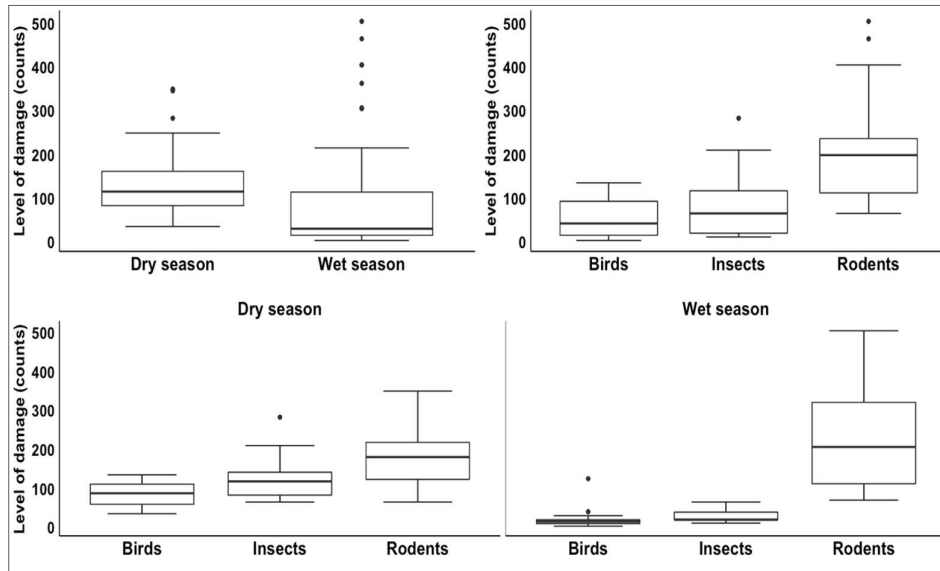 Level of damage (counts)
500
400
300
200
100
0
Dry season Wet season
Level of damage (counts)
500
400
300
200
100
0
Birds Insects Rodents
Dry season
Level of damage (counts)
500
400
300
200
100
0
Birds Insects Rodents
Wet season
Birds Insects Rodents